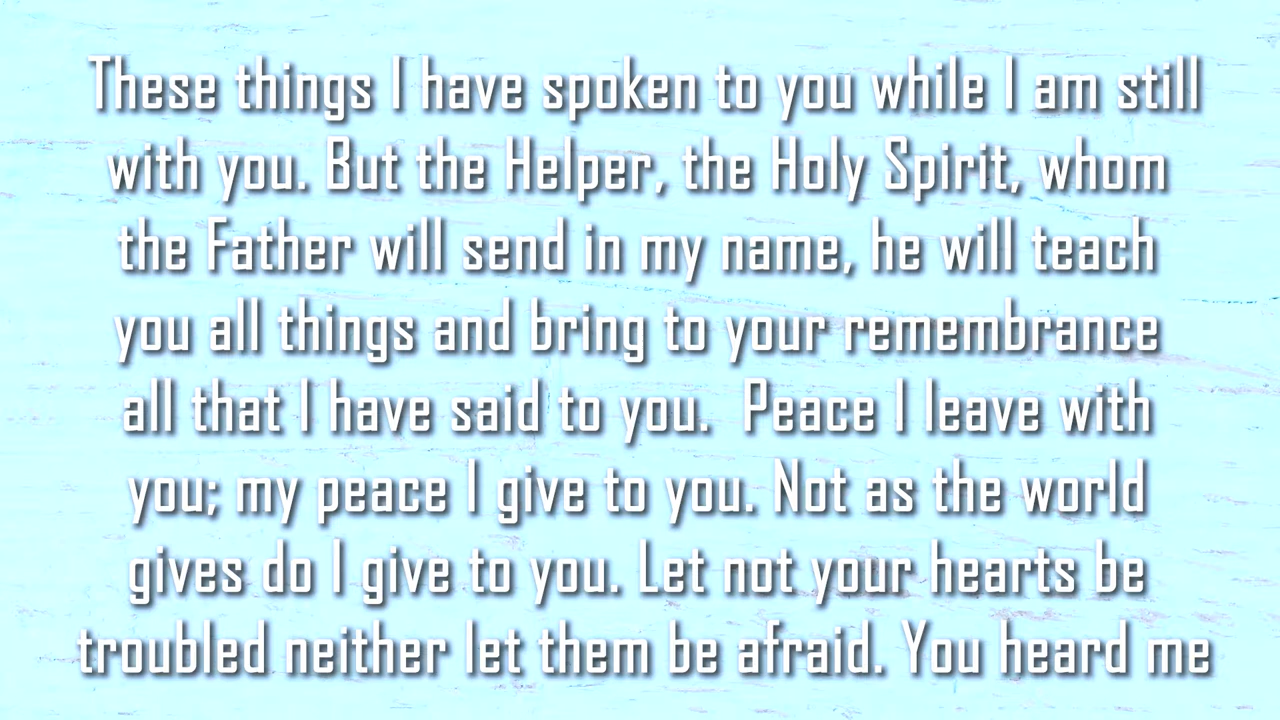 These things I have spoken to you while I am still
with you. But the Helper, the Holy Spirit, whom
the Father will send in my name, he will teach
you all things and bring to your remembrance
all that I have said to you.  Peace I leave with
you; my peace I give to you. Not as the world
gives do I give to you. Let not your hearts be
troubled neither let them be afraid. You heard me